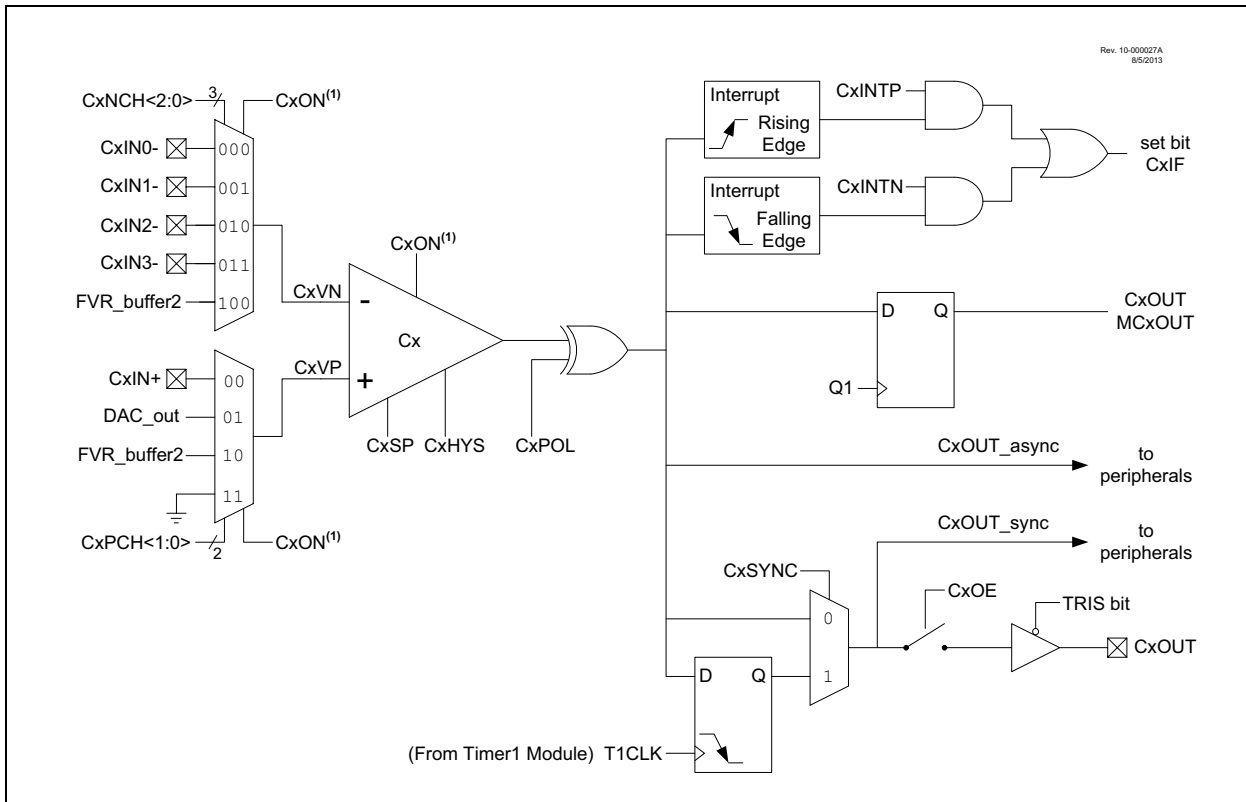 Rev. 10-000027A
8/5/2013
CxNCH<2:0>
3
CxON(1)
CxIN0-
000
CxIN1-
001
CxIN2-
010
CxIN3-
011
FVR_buffer2
100
CxVN
CxON(1)
-
Cx
+
CxVP
CxIN+
00
DAC_out
01
FVR_buffer2
10
11
CxPCH<1:0>
2
CxON(1)
CxSP
CxHYS
CxPOL
Interrupt
Rising
Edge
CxINTP
Interrupt
Falling
Edge
CxINTN
set bit
CxIF
D
Q
Q1
CxOUT
MCxOUT
CxOUT_async
to
peripherals
CxOUT_sync
to
peripherals
CxSYNC
0
1
CxOE
TRIS bit
CxOUT
D
Q
(From Timer1 Module) T1CLK